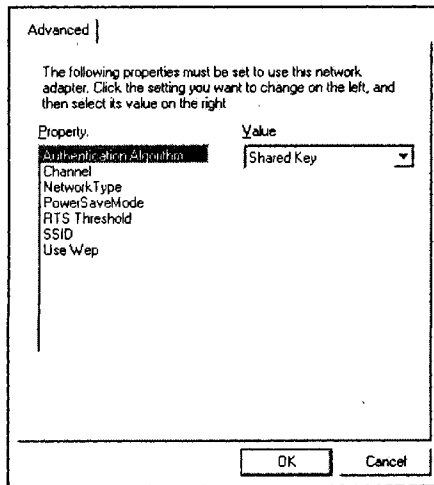 Advanced
The following properties must be set to use this network
adapter. Click the setting you want to change on the left, and
then select its value on the right
Property.
Value
Authentication Algorithm
Shared Key
Channel
NetworkType
PowerSaveMode
RTS Threshold
SSID
Use Wep
OK
Cancel